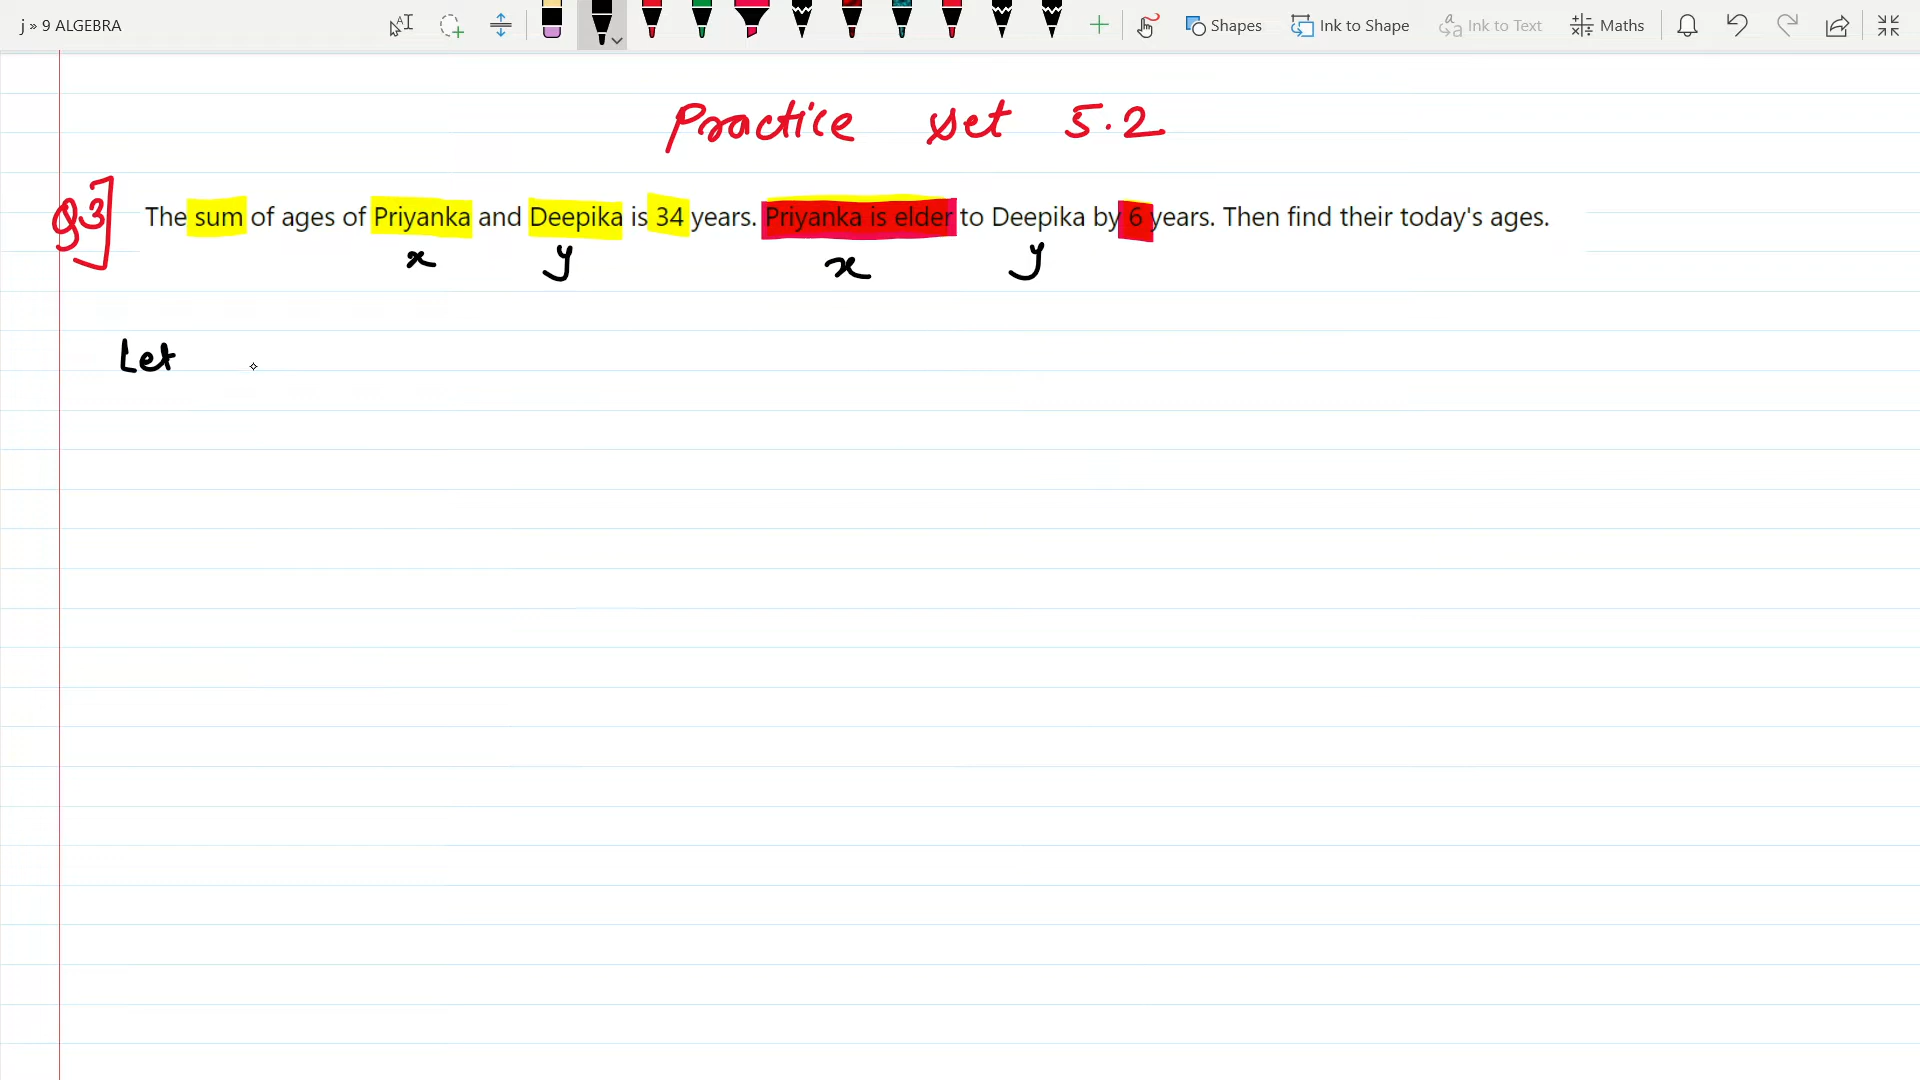 j » 9 ALGEBRA Shapes Ink to Shape Ink to Text Maths
Practice set 5.2
Q3] The sum of ages of Priyanka and Deepika is 34 years. Priyanka is elder to Deepika by 6 years. Then find their today's ages.
x y x y
Let